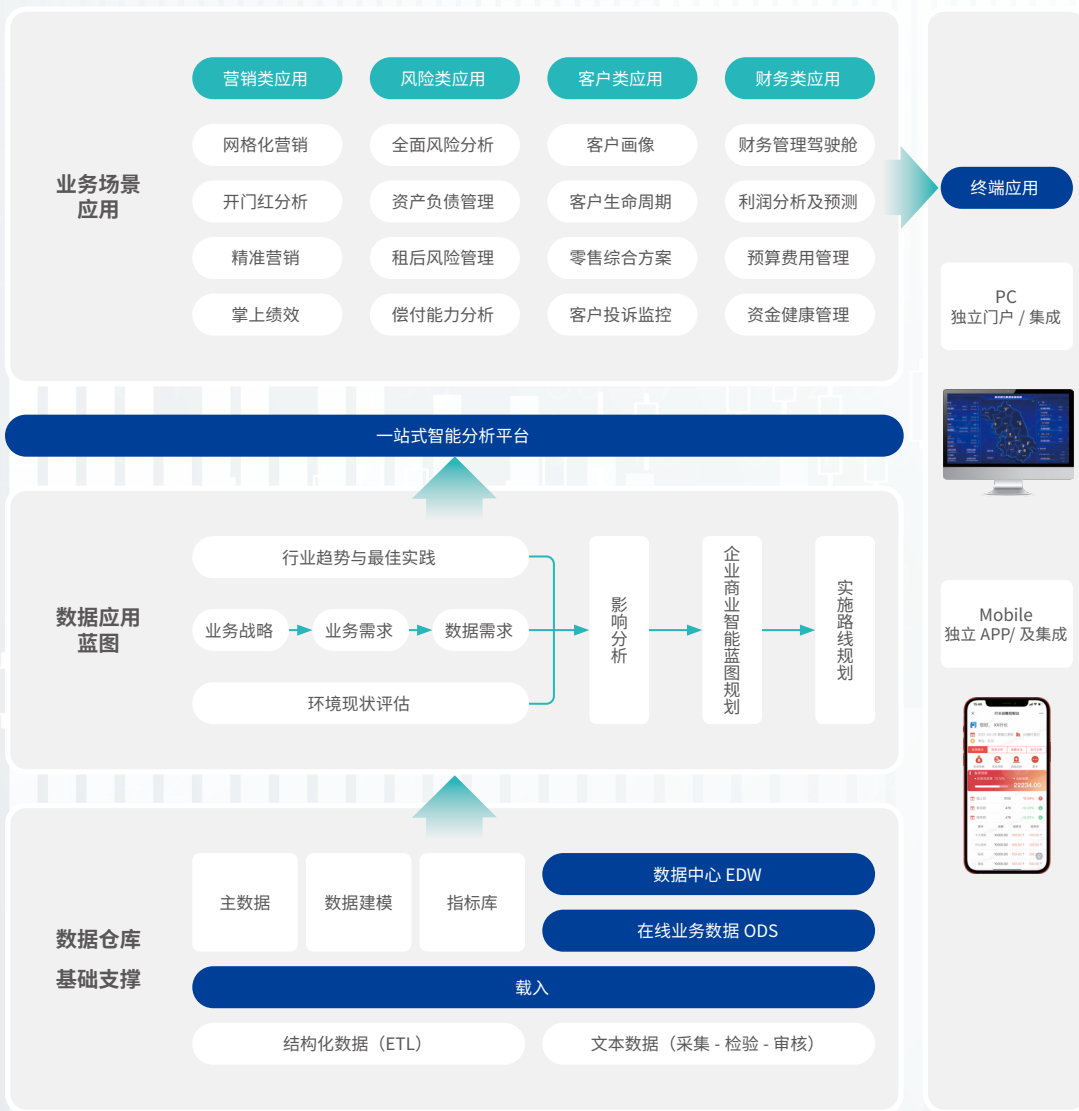 营销类应用
风险类应用
客户类应用
财务类应用
业务场景
应用
网格化营销
全面风险分析
客户画像
财务管理驾驶舱
开门红分析
资产负债管理
客户生命周期
利润分析及预测
精准营销
租后风险管理
零售综合方案
预算费用管理
掌上绩效
偿付能力分析
客户投诉监控
资金健康管理
终端应用
PC
独立门户 / 集成
Mobile
独立 APP/ 及集成
22234.00
一站式智能分析平台
数据应用
蓝图
行业趋势与最佳实践
业务战略
业务需求
数据需求
环境现状评估
影响分析
企业商业智能蓝图规划
实施路线规划
数据仓库
基础支撑
主数据
数据建模
指标库
数据中心 EDW
在线业务数据 ODS
载入
结构化数据（ETL）
文本数据（采集 - 检验 - 审核）